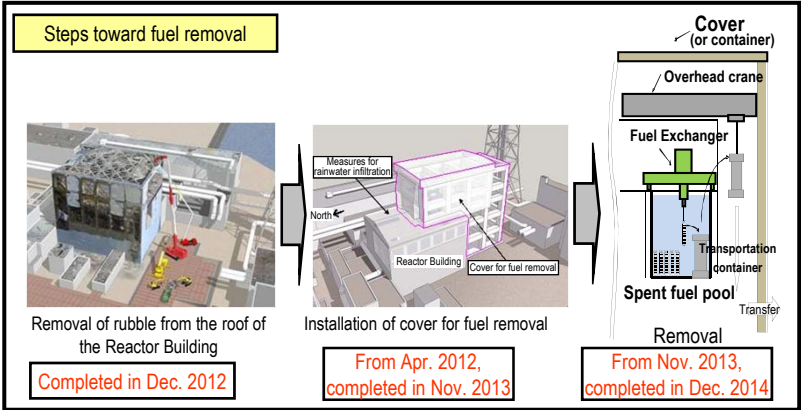 Steps toward fuel removal
Measures for
rainwater infiltration
North
Reactor Building
Cover for fuel removal
Cover
(or container)
Overhead crane
Fuel Exchanger
Transportation
container
Spent fuel pool
Transfer
Removal of rubble from the roof of
the Reactor Building
Completed in Dec. 2012
Installation of cover for fuel removal
From Apr. 2012,
completed in Nov. 2013
Removal
From Nov. 2013,
completed in Dec. 2014